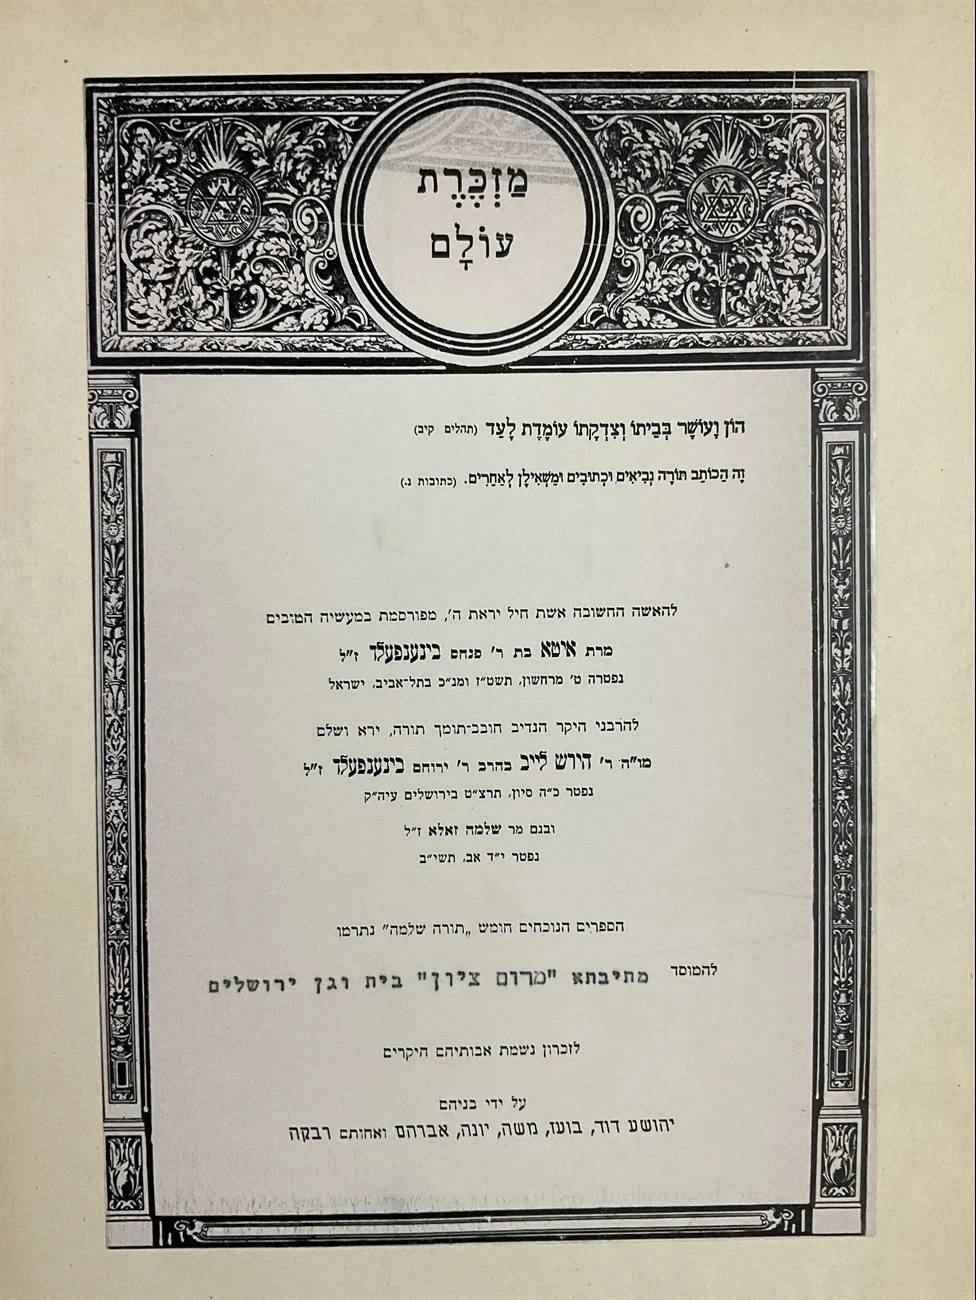 מַזְכֶּרֶת
עוֹלָם
הוֹן וָעוֹשֶׁר בְּבֵיתוֹ וְצִדְקָתוֹ עוֹמֶדֶת לָעַד (תהלים קיב)
זֶה הַכּוֹתֵב תּוֹרָה נְבִיאִים וּכְתוּבִים וּמַשְׁאִילָן לְאַחֲרִים. (כתובות נ.)
להאשה החשובה אשת חיל יראת ה׳, מפורסמת במעשיה הטובים
מרת איטא בת ר׳ פנחס בינענפעלד ז״ל
נפטרה ט׳ מרחשון, תשט״ז ומנ״כ בתל־אביב, ישראל
להרבני היקר הנדיב חובב־תומך תורה, ירא ושלם
מו״ה ר׳ הירש לייב בהרב ר׳ ירוחם בינענפעלד ז״ל
נפטר כ״ה סיון, תרצ״ט בירושלים עיה״ק
ובנם מר שלמה זאלא ז״ל
נפטר י״ד אב, תשי״ב
הספרים הנוכחים חומש „תורה שלמה״ נתרמו
להמוסד מתיבתא "מרום ציון" בית וגן ירושלים
לזכרון נשמת אבותיהם היקרים
על ידי בניהם
יהושע דוד, בועז, משה, יונה, אברהם ואחותם רבקה